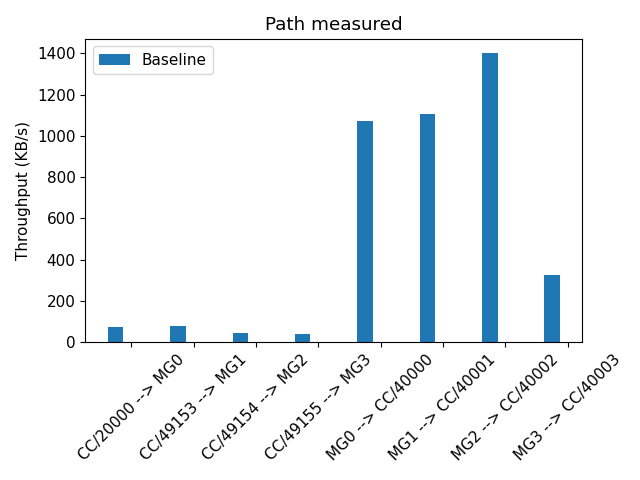 Path measured
Baseline
Throughput (KB/s)
1400
1200
1000
800
600
400
200
0
CC/20000 --> MG0
CC/49153 --> MG1
CC/49154 --> MG2
CC/49155 --> MG3
MG0 --> CC/40000
MG1 --> CC/40001
MG2 --> CC/40002
MG3 --> CC/40003